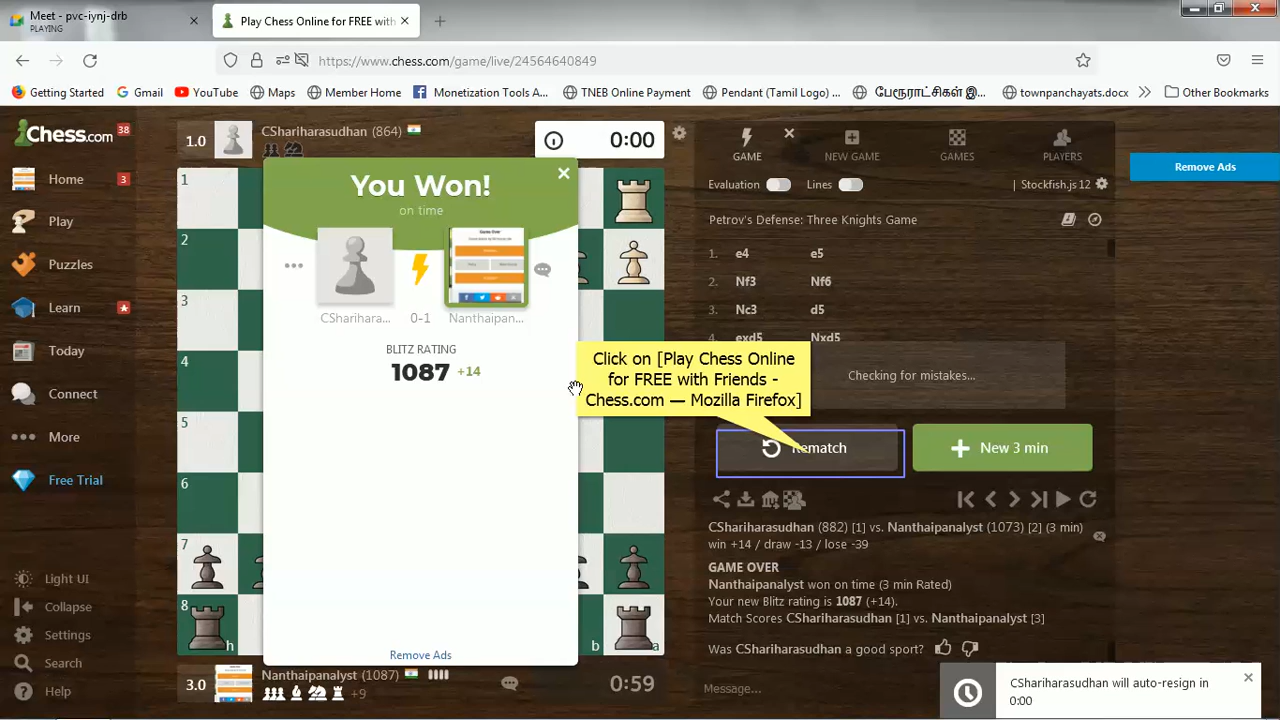 Meet - pvc-iynj-drb
PLAYING
Play Chess Online for FREE with
https://www.chess.com/game/live/24564640849
Getting Started
Gmail
YouTube
Maps
Member Home
Monetization Tools A...
TNEB Online Payment
Pendant (Tamil Logo) ...
பேரூராட்சிகள் இ...
townpanchayats.docx
Other Bookmarks
Chess.com
38
Home
3
Play
Puzzles
Learn
Today
Connect
More
Free Trial
Light UI
Collapse
Settings
Search
Help
1.0
CShariharasudhan (864)
0:00
1
2
3
4
5
6
7
8
h
b
a
You Won!
on time
Game Over
CSharihara...
0-1
Nanthaipan...
BLITZ RATING
1087 +14
Remove Ads
3.0
Nanthaipanalyst (1087)
+9
0:59
GAME
NEW GAME
GAMES
PLAYERS
Evaluation
Lines
| Stockfish.js 12
Petrov's Defense: Three Knights Game
1. e4 e5
2. Nf3 Nf6
3. Nc3 d5
4. exd5 Nxd5
Checking for mistakes...
Click on [Play Chess Online
for FREE with Friends -
Chess.com — Mozilla Firefox]
Rematch
New 3 min
CShariharasudhan (882) [1] vs. Nanthaipanalyst (1073) [2] (3 min)
win +14 / draw -13 / lose -39
GAME OVER
Nanthaipanalyst won on time (3 min Rated)
Your new Blitz rating is 1087 (+14).
Match Scores CShariharasudhan [1] vs. Nanthaipanalyst [3]
Was CShariharasudhan a good sport?
Message...
Remove Ads
CShariharasudhan will auto-resign in
0:00